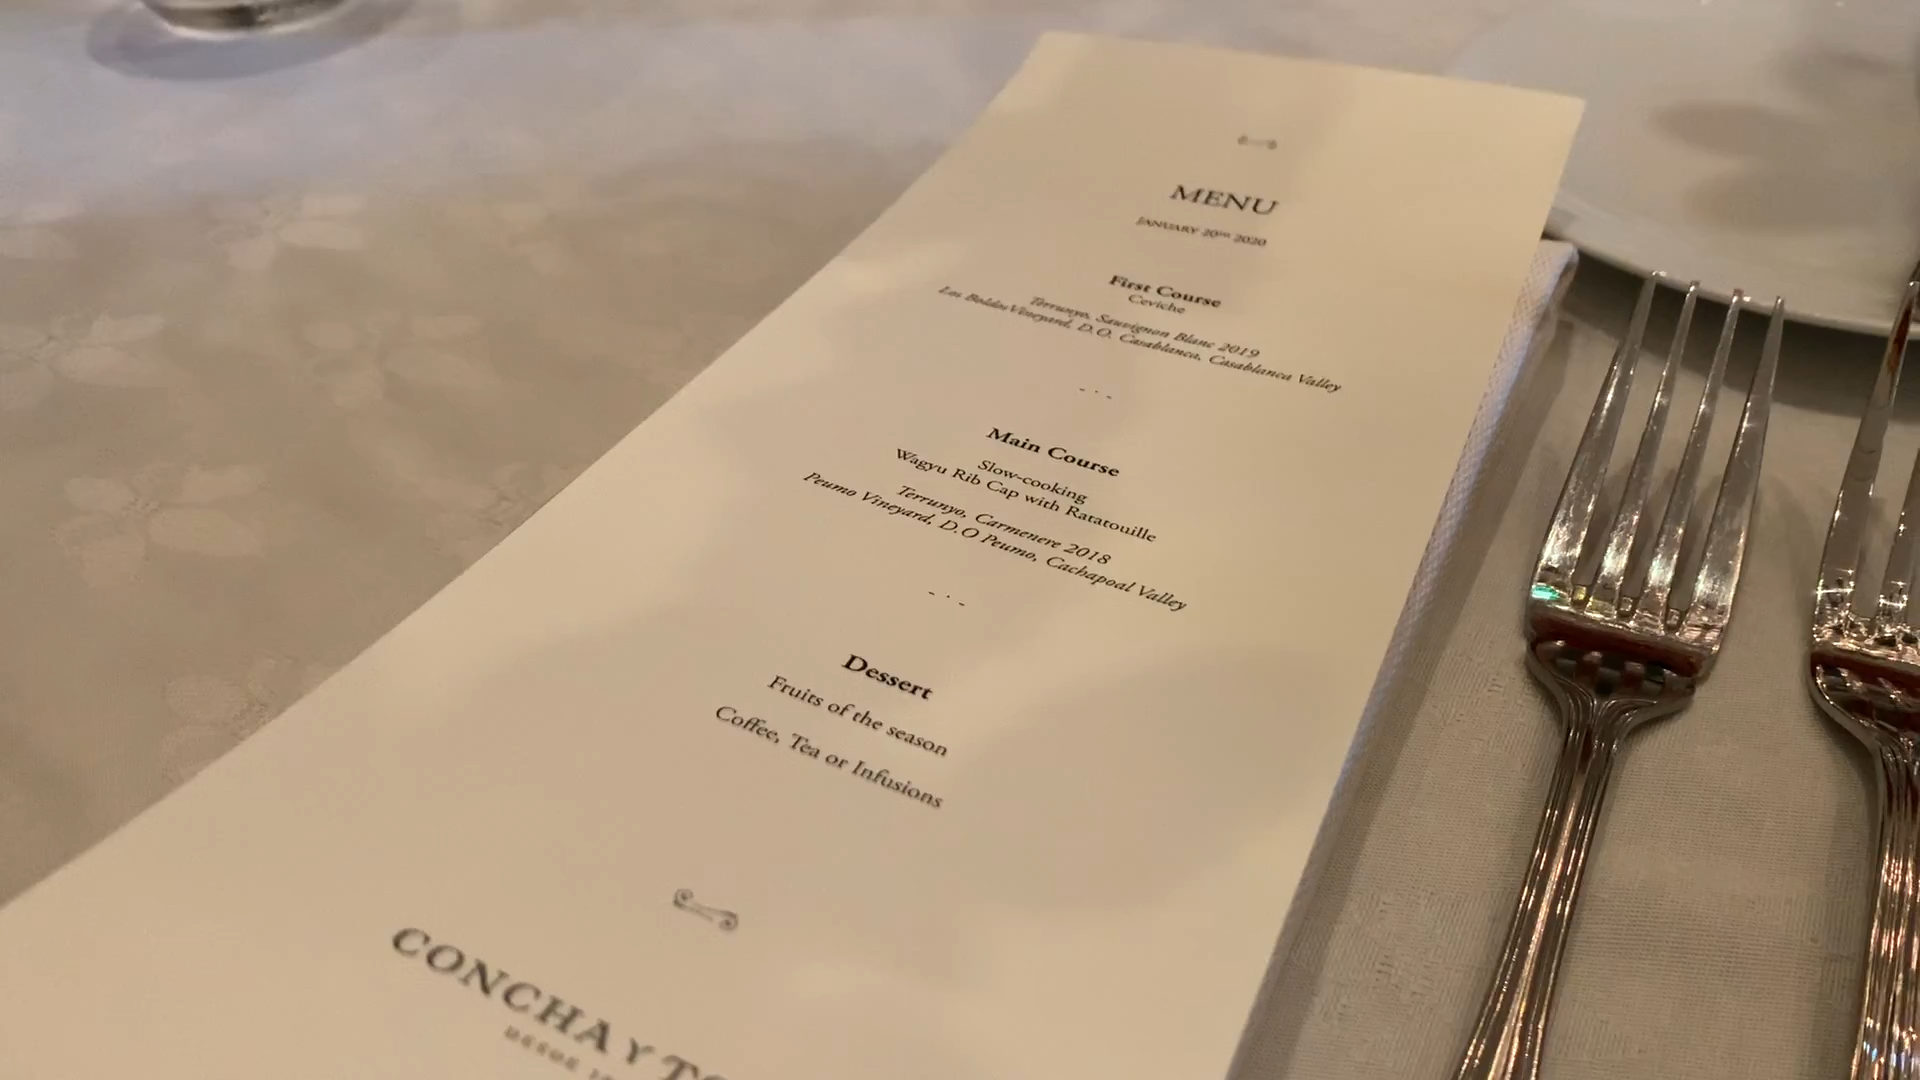 MENU
JANUARY 20TH 2020
First Course
Ceviche
Terrunyo, Sauvignon Blanc 2019
Los Boldos Vineyard, D.O. Casablanca, Casablanca Valley
Main Course
Slow-cooking
Wagyu Rib Cap with Ratatouille
Terrunyo, Carmenere 2018
Peumo Vineyard, D.O Peumo, Cachapoal Valley
Dessert
Fruits of the season
Coffee, Tea or Infusions
CONCHA Y TO
DESDE